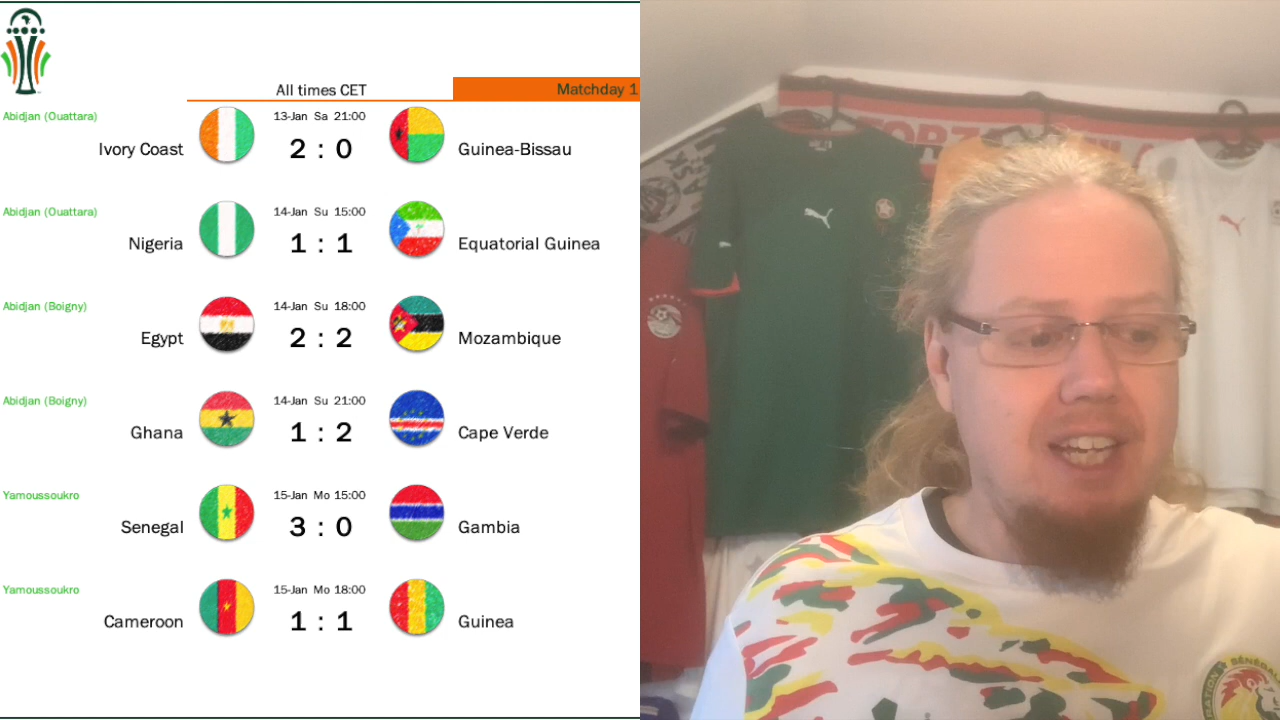 All times CET
Matchday 1
Abidjan (Ouattara)
13-Jan Sa 21:00
Ivory Coast 2 : 0 Guinea-Bissau
Abidjan (Ouattara)
14-Jan Su 15:00
Nigeria 1 : 1 Equatorial Guinea
Abidjan (Boigny)
14-Jan Su 18:00
Egypt 2 : 2 Mozambique
Abidjan (Boigny)
14-Jan Su 21:00
Ghana 1 : 2 Cape Verde
Yamoussoukro
15-Jan Mo 15:00
Senegal 3 : 0 Gambia
Yamoussoukro
15-Jan Mo 18:00
Cameroon 1 : 1 Guinea